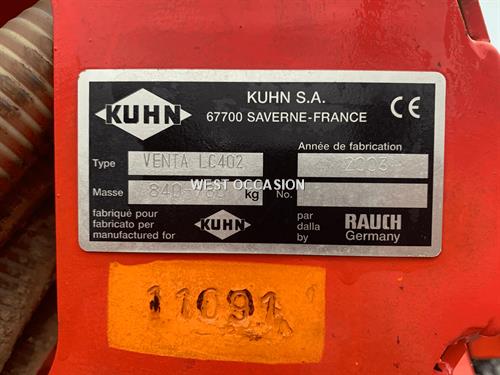 KUHN
KUHN S.A.
67700 SAVERNE-FRANCE
CE
Année de fabrication
Type VENTA LC402 2003
Masse 840 kg No.
WEST OCCASION
fabriqué pour
fabricato per
manufactured for
KUHN
par
dalla
by
RAUCH
Germany
11091